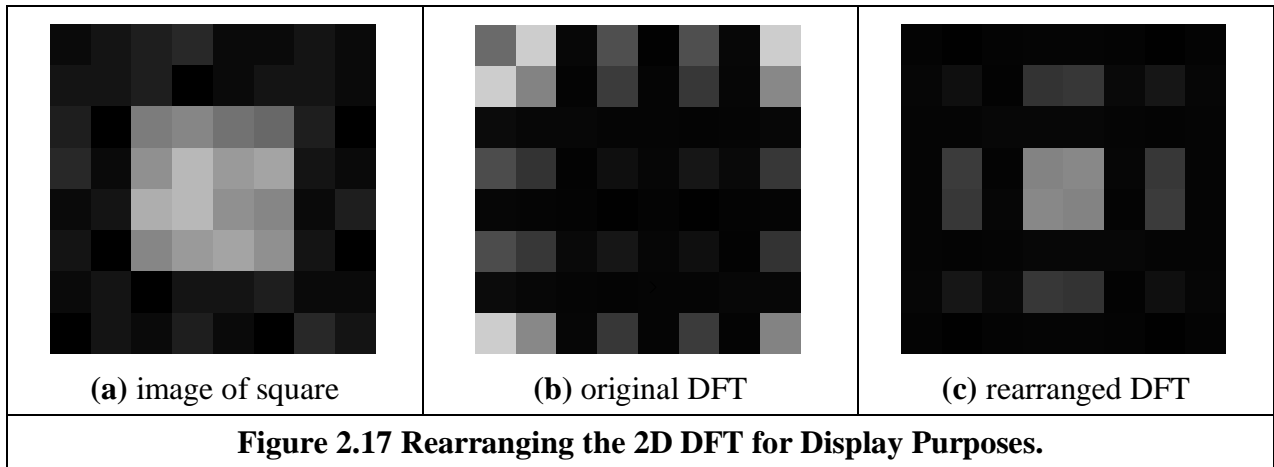 (a) image of square
(b) original DFT
(c) rearranged DFT
Figure 2.17 Rearranging the 2D DFT for Display Purposes.